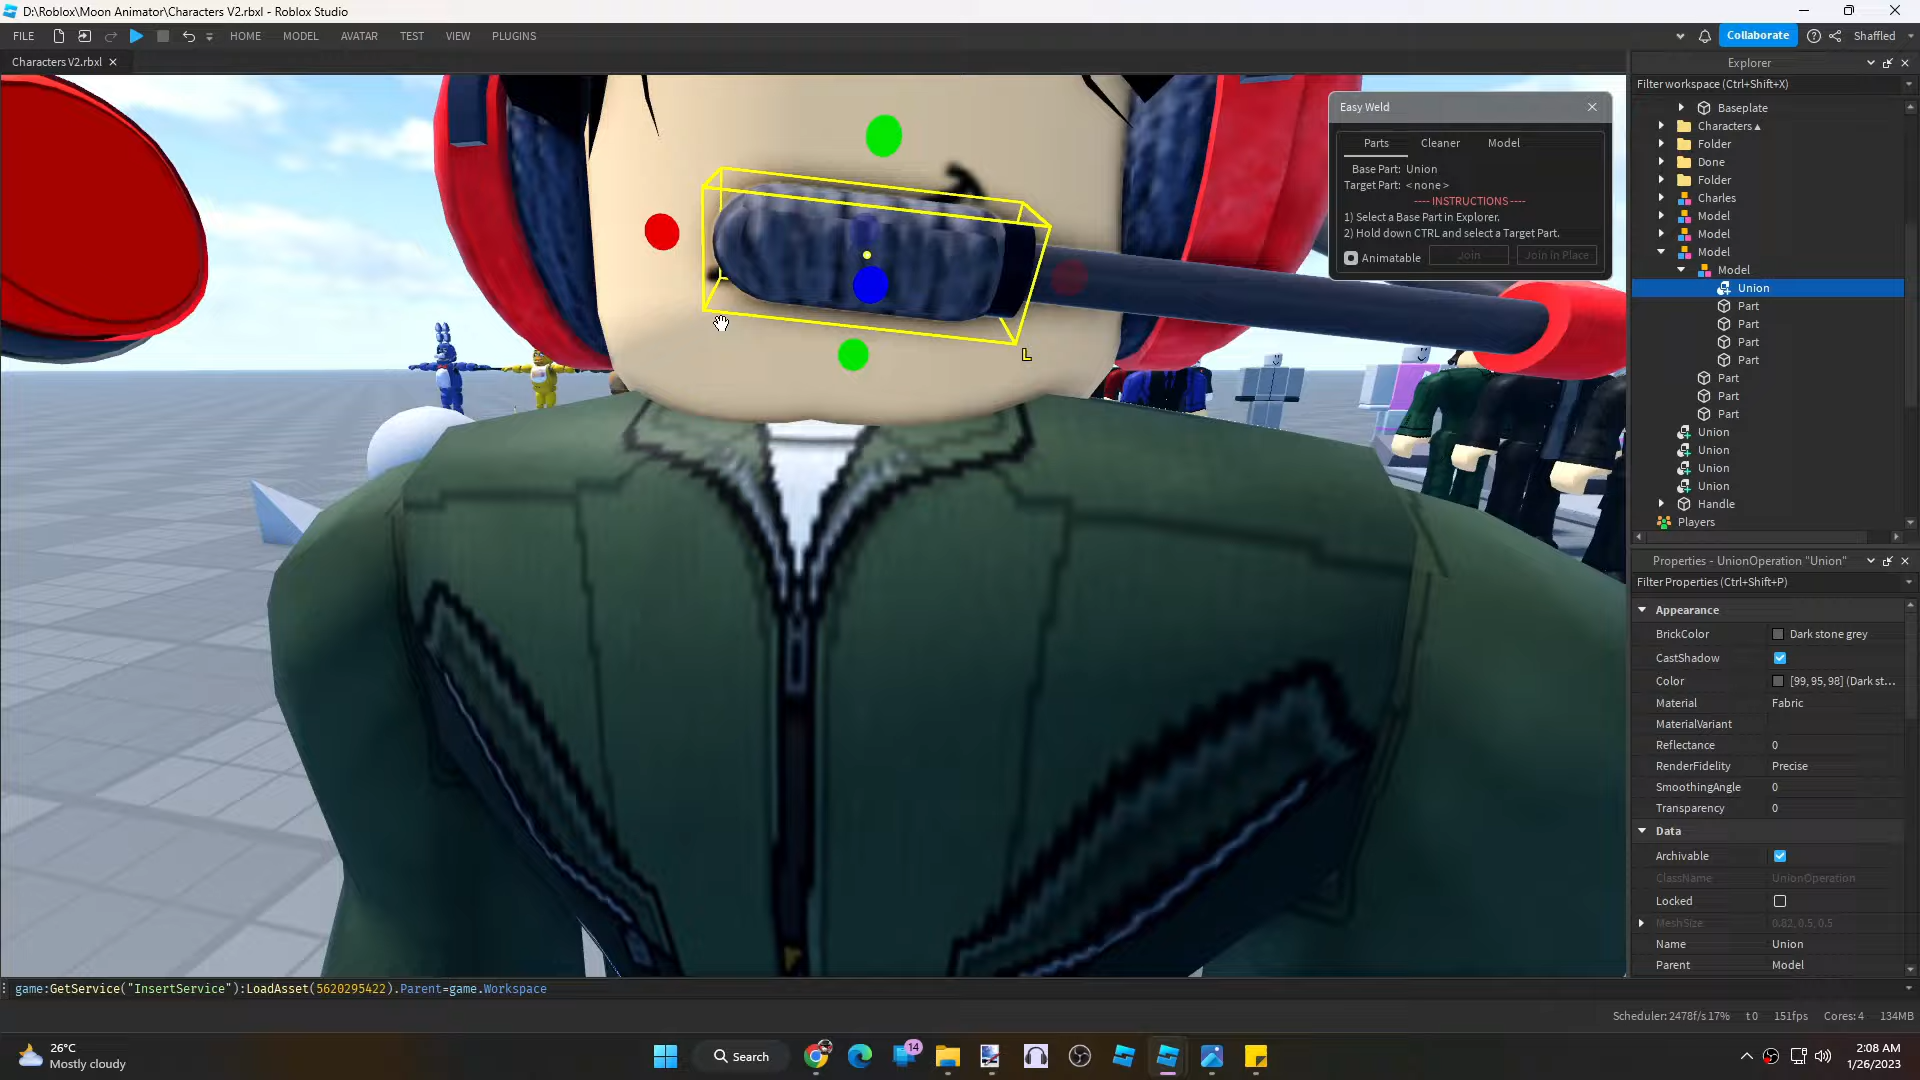 D:\Roblox\Moon Animator\Characters V2.rbxl - Roblox Studio
FILE
HOME
MODEL
AVATAR
TEST
VIEW
PLUGINS
Collaborate
Shaffled
Characters V2.rbxl
Easy Weld
Parts
Cleaner
Model
Base Part: Union
Target Part: < none >
---- INSTRUCTIONS ----
1) Select a Base Part in Explorer.
2) Hold down CTRL and select a Target Part.
Animatable
Join
Join in Place
L
Explorer
Filter workspace (Ctrl+Shift+X)
Baseplate
Characters
Folder
Done
Folder
Charles
Model
Model
Model
Model
Union
Part
Part
Part
Part
Part
Part
Part
Union
Union
Union
Union
Handle
Players
Properties - UnionOperation "Union"
Filter Properties (Ctrl+Shift+P)
Appearance
BrickColor
Dark stone grey
CastShadow
Color
[99, 95, 98] (Dark st...
Material
Fabric
MaterialVariant
Reflectance
0
RenderFidelity
Precise
SmoothingAngle
0
Transparency
0
Data
Archivable
ClassName
UnionOperation
Locked
MeshSize
0.82, 0.5, 0.5
Name
Union
Parent
Model
game:GetService("InsertService"):LoadAsset(5620295422).Parent=game.Workspace
Scheduler: 2478f/s 17%
t 0
151fps
Cores: 4
134MB
26°C
Mostly cloudy
Search
14
2:08 AM
1/26/2023